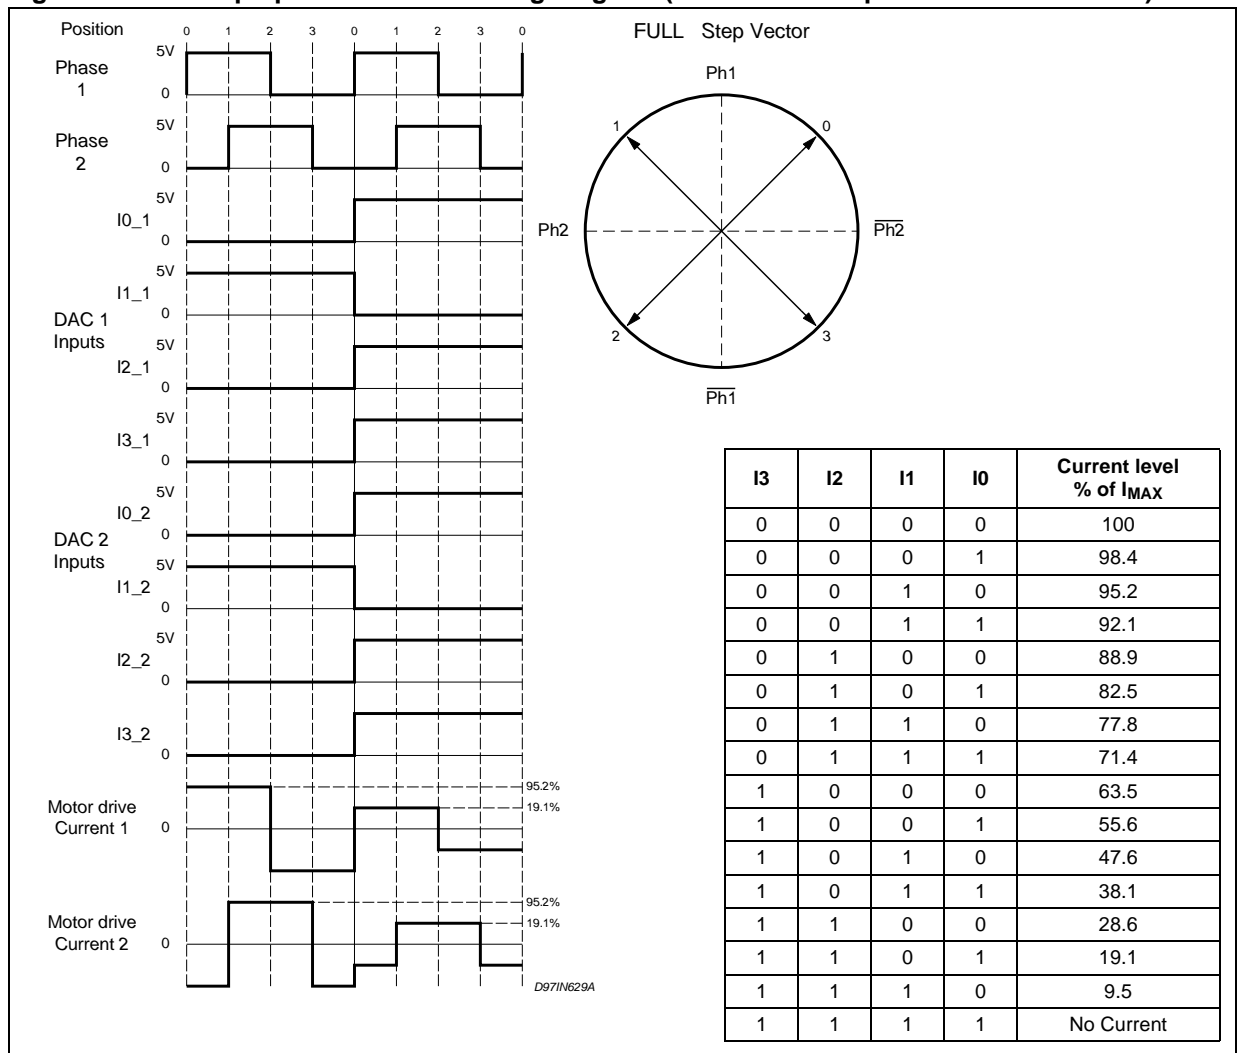 Position 0 1 2 3 0 1 2 3 0
Phase 1
5V
0
Phase 2
5V
0
DAC 1 Inputs
I0_1
5V
0
I1_1
5V
0
I2_1
5V
0
I3_1
5V
0
DAC 2 Inputs
I0_2
5V
0
I1_2
5V
0
I2_2
5V
0
I3_2
0
Motor drive Current 1
0
95.2%
19.1%
Motor drive Current 2
0
95.2%
19.1%
D97IN629A
FULL Step Vector
Ph1
1
0
Ph2
P̅h̅2̅
2
3
P̅h̅1̅
I3 I2 I1 I0 Current level % of IMAX
0 0 0 0 100
0 0 0 1 98.4
0 0 1 0 95.2
0 0 1 1 92.1
0 1 0 0 88.9
0 1 0 1 82.5
0 1 1 0 77.8
0 1 1 1 71.4
1 0 0 0 63.5
1 0 0 1 55.6
1 0 1 0 47.6
1 0 1 1 38.1
1 1 0 0 28.6
1 1 0 1 19.1
1 1 1 0 9.5
1 1 1 1 No Current